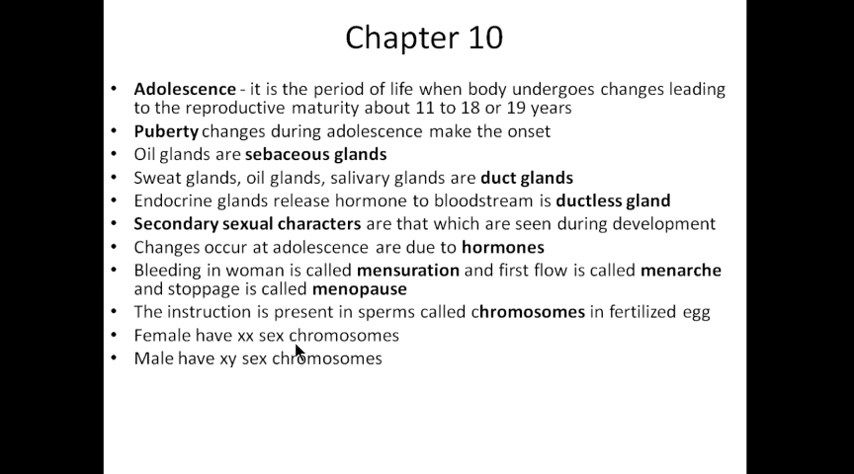 Chapter 10
• Adolescence - it is the period of life when body undergoes changes leading
to the reproductive maturity about 11 to 18 or 19 years
• Puberty changes during adolescence make the onset
• Oil glands are sebaceous glands
• Sweat glands, oil glands, salivary glands are duct glands
• Endocrine glands release hormone to bloodstream is ductless gland
• Secondary sexual characters are that which are seen during development
• Changes occur at adolescence are due to hormones
• Bleeding in woman is called mensuration and first flow is called menarche
and stoppage is called menopause
• The instruction is present in sperms called chromosomes in fertilized egg
• Female have xx sex chromosomes
• Male have xy sex chromosomes